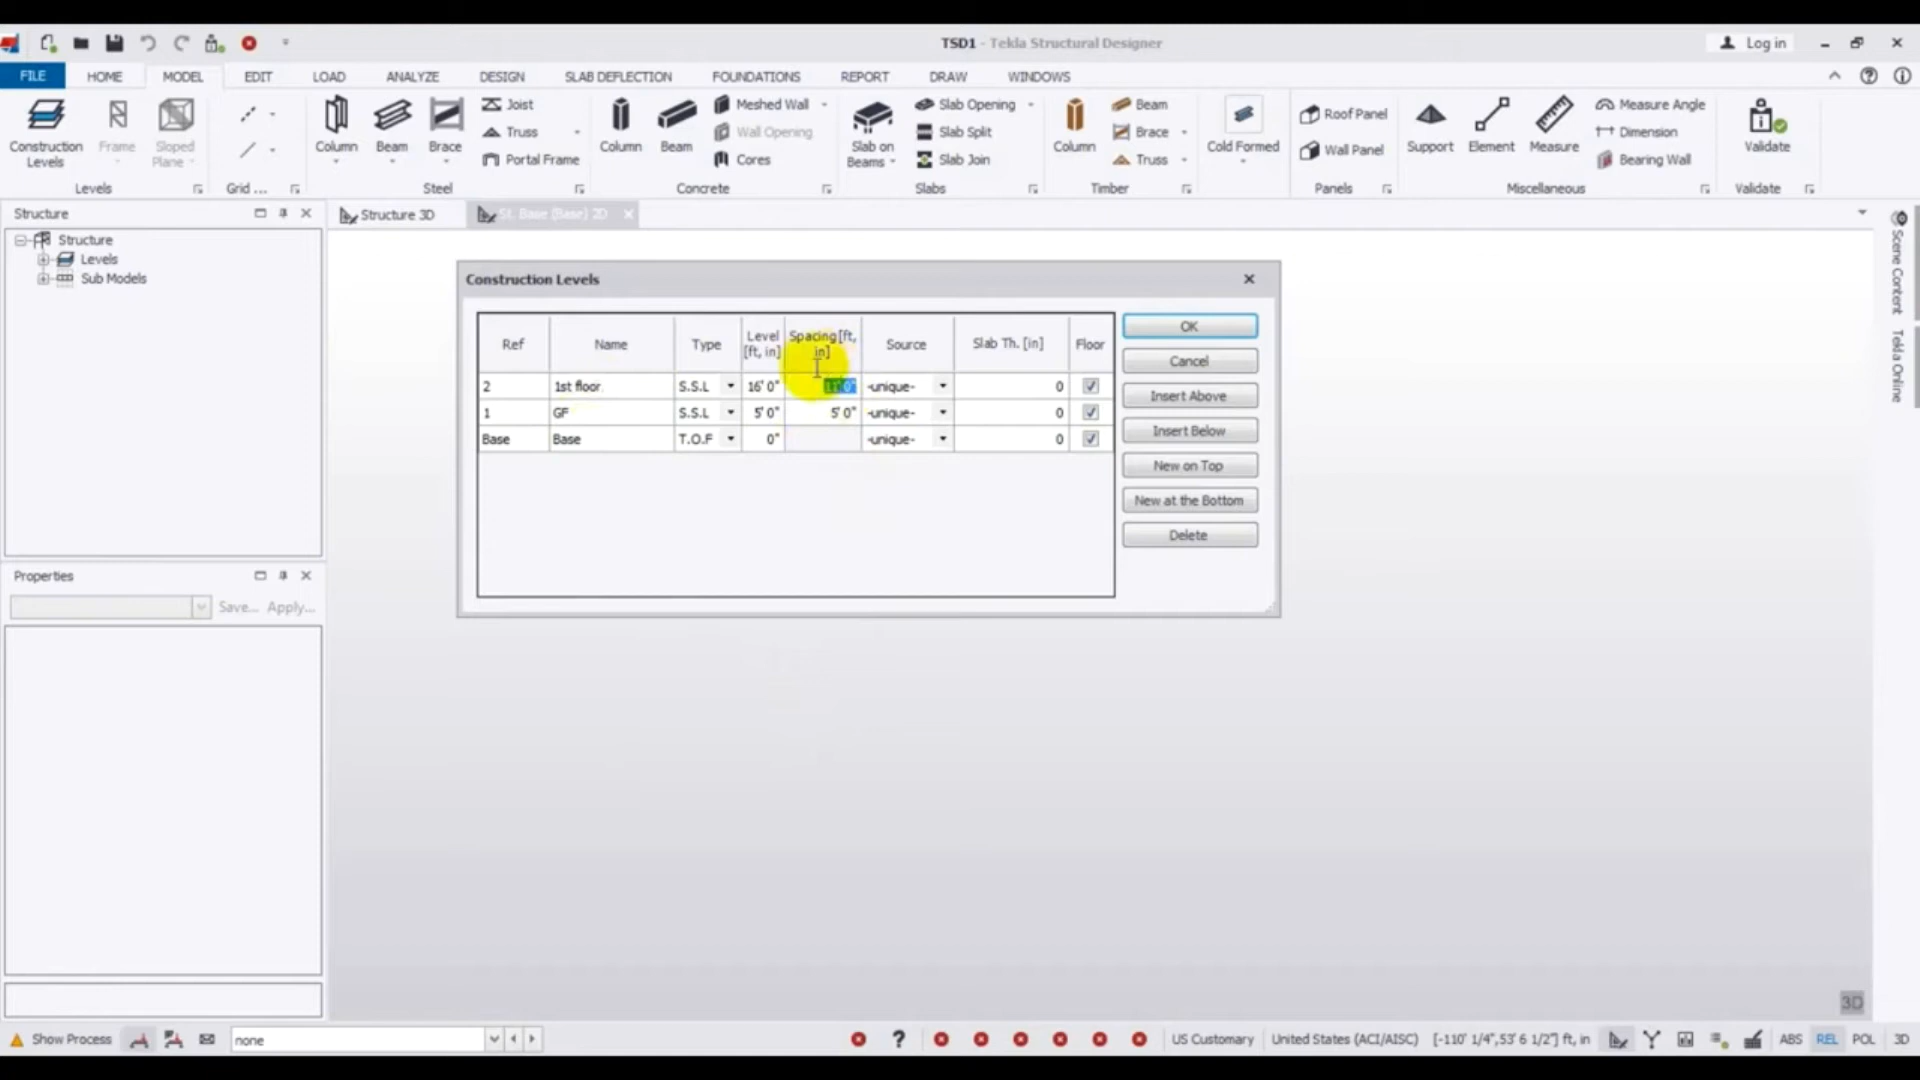 TSD1 - Tekla Structural Designer
Log in
FILE HOME MODEL EDIT LOAD ANALYZE DESIGN SLAB DEFLECTION FOUNDATIONS REPORT DRAW WINDOWS
Construction Levels
Frame
Sloped Plane
Levels
Grid ...
Column
Beam
Brace
Joist
Truss
Portal Frame
Steel
Column
Beam
Meshed Wall
Wall Opening
Cores
Concrete
Slab on Beams
Slab Opening
Slab Split
Slab Join
Slabs
Column
Beam
Brace
Truss
Timber
Cold Formed
Roof Panel
Wall Panel
Panels
Support
Element
Measure
Measure Angle
Dimension
Bearing Wall
Miscellaneous
Validate
Validate
Structure
Structure
Levels
Sub Models
Structure 3D
St. Base (Base) 2D
Scene Content
Tekla Online
Construction Levels
Ref Name Type Level [ft, in] Spacing[ft, in] Source Slab Th. [in] Floor
2 1st floor S.S.L 16' 0" 11' 0" -unique- 0
1 GF S.S.L 5' 0" 5' 0" -unique- 0
Base Base T.O.F 0" -unique- 0
OK
Cancel
Insert Above
Insert Below
New on Top
New at the Bottom
Delete
Properties
Save... Apply...
3D
Show Process
none
US Customary United States (ACI/AISC) [-110' 1/4",53' 6 1/2"] ft, in
ABS REL POL 3D